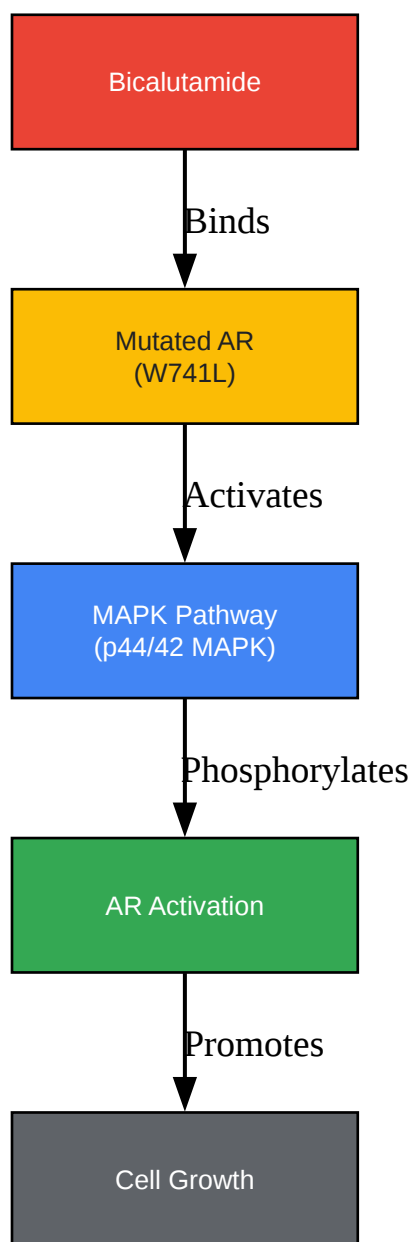 Bicalutamide
Binds
Mutated AR
(W741L)
Activates
MAPK Pathway
(p44/42 MAPK)
Phosphorylates
AR Activation
Promotes
Cell Growth